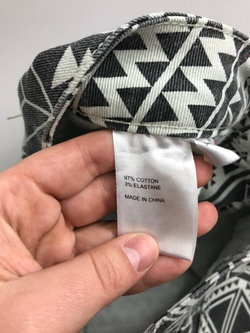 97% COTTON
3% ELASTANE
MADE IN CHINA